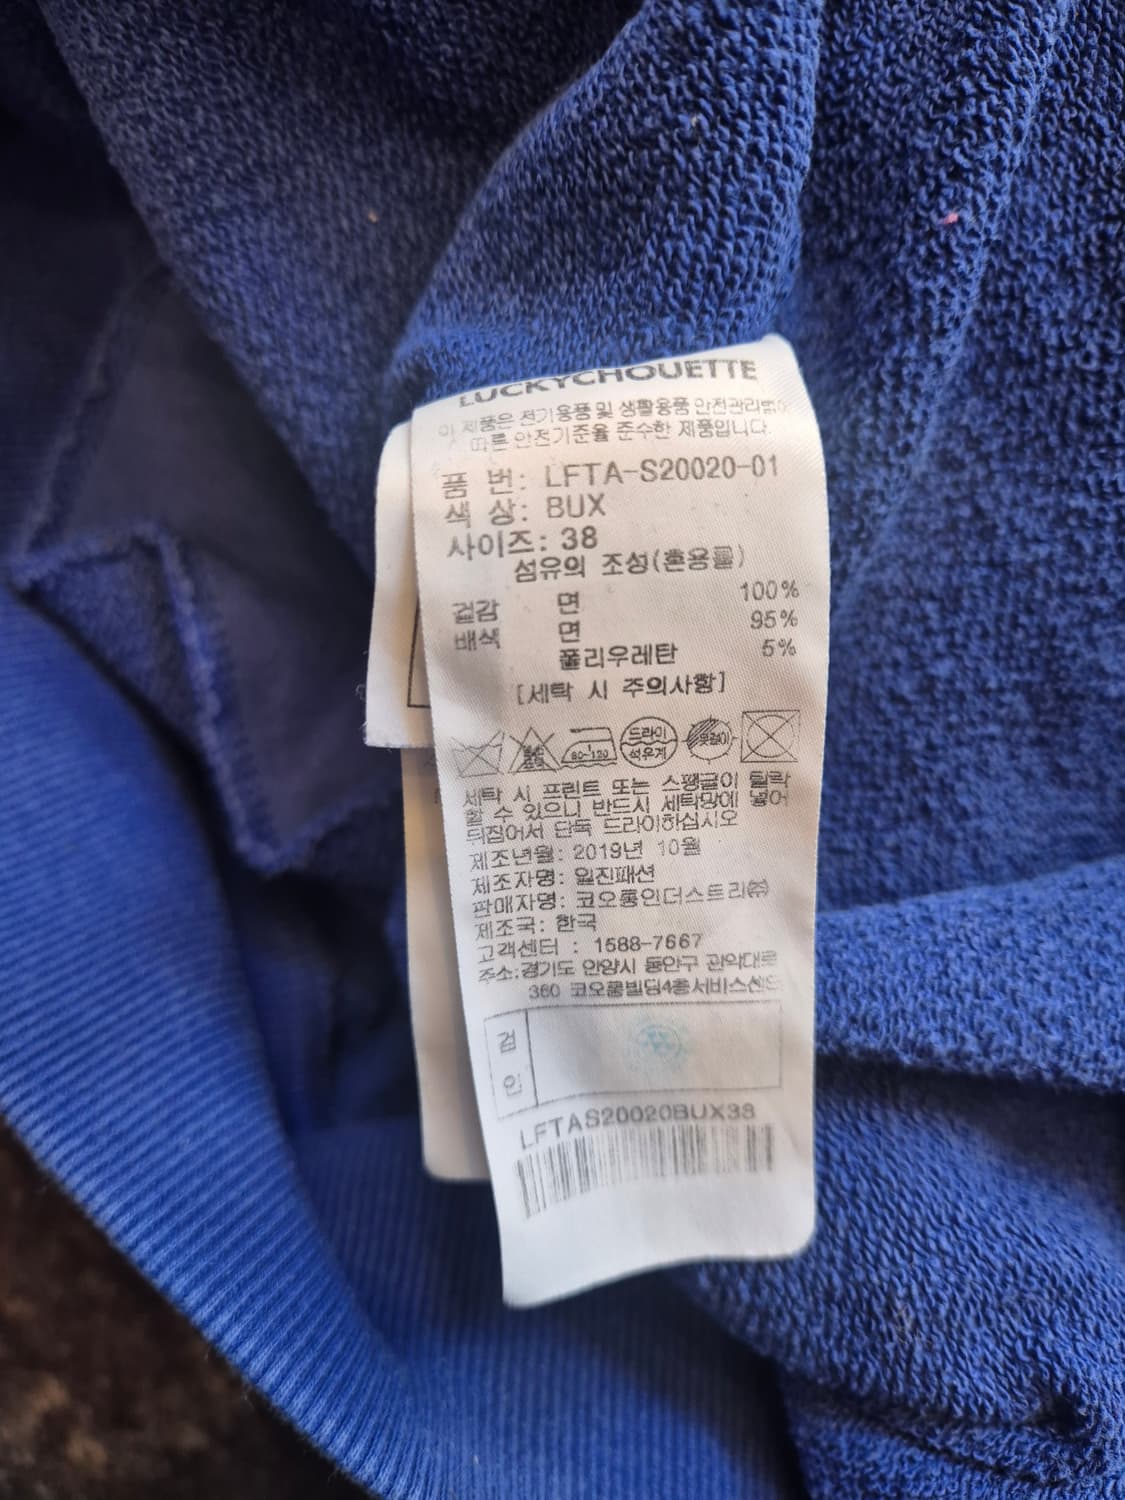 LUCKYCHOUETTE
이 제품은 전기용품 및 생활용품 안전관리법에
따른 안전기준을 준수한 제품입니다.
품 번: LFTA-S20020-01
색 상: BUX
사이즈: 38
섬유의 조성(혼용률)
겉감 면 100%
배색 면 95%
폴리우레탄 5%
[세탁 시 주의사항]
80~120 드라이 석유계 옷걸이
세탁 시 프린트 또는 스팽글이 탈락
할 수 있으니 반드시 세탁망에 넣어
뒤집어서 단독 드라이하십시오
제조년월: 2019년 10월
제조자명: 일진패션
판매자명: 코오롱인더스트리㈜
제조국: 한국
고객센터 : 1588-7667
주소:경기도 안양시 동안구 관악대로
360 코오롱빌딩4층서비스센터
검
인
LFTAS20020BUX38